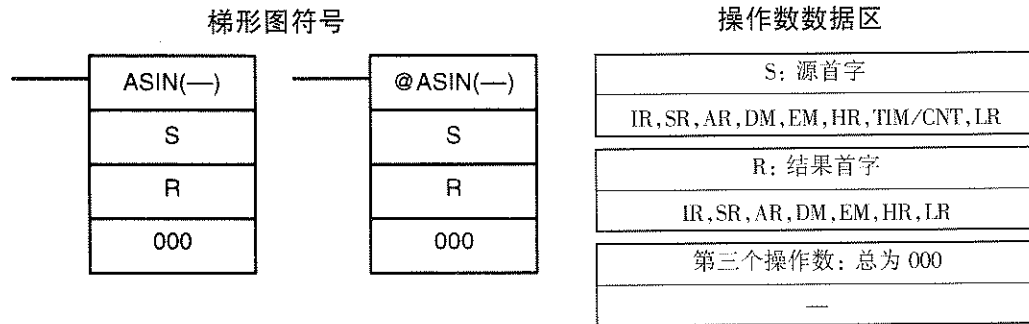 梯形图符号
ASIN(—)
S
R
000
@ASIN(—)
S
R
000
操作数数据区
S: 源首字
IR,SR,AR,DM,EM,HR,TIM/CNT,LR
R: 结果首字
IR,SR,AR,DM,EM,HR,LR
第三个操作数: 总为 000
—